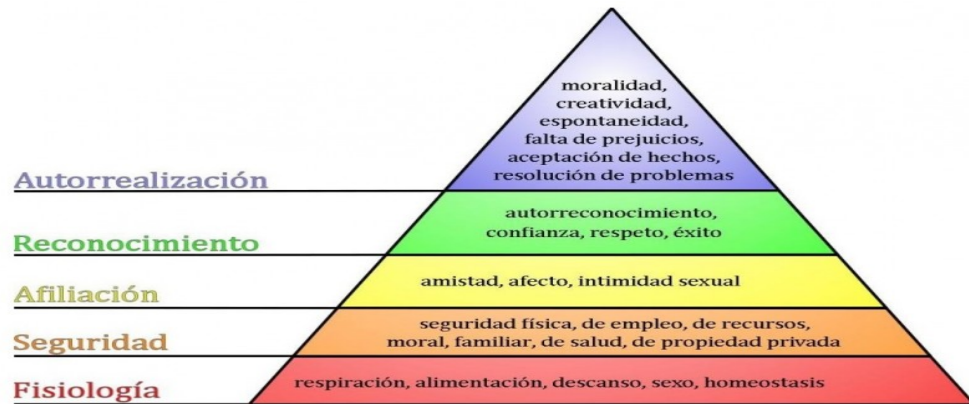 moralidad,
creatividad,
espontaneidad,
falta de prejuicios,
aceptación de hechos,
resolución de problemas
Autorrealización
autorreconocimiento,
confianza, respeto, éxito
Reconocimiento
amistad, afecto, intimidad sexual
Afiliación
seguridad física, de empleo, de recursos,
moral, familiar, de salud, de propiedad privada
Seguridad
respiración, alimentación, descanso, sexo, homeostasis
Fisiología